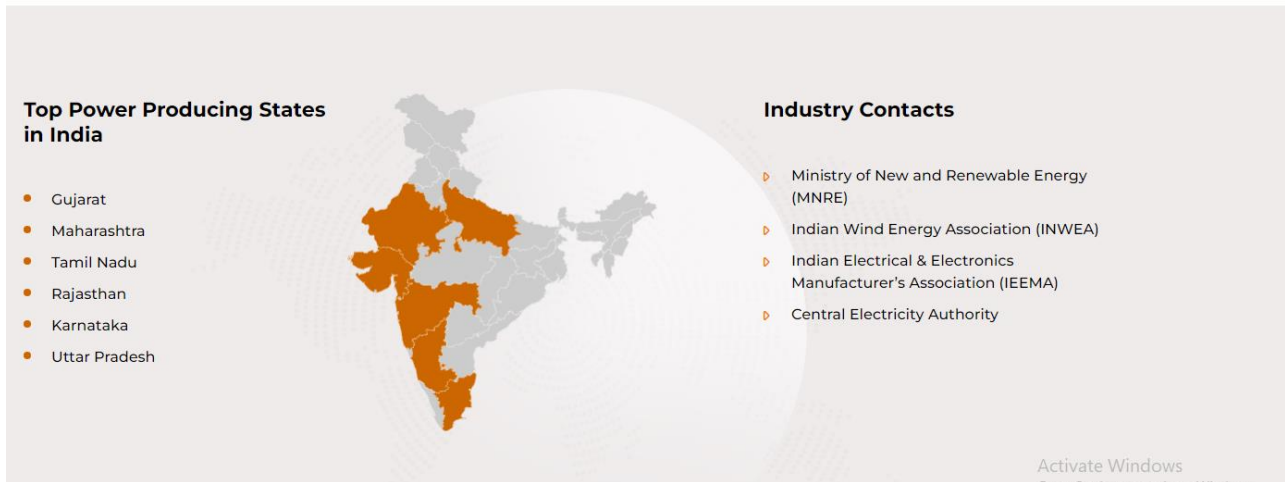 Top Power Producing States
in India
Gujarat
Maharashtra
Tamil Nadu
Rajasthan
Karnataka
Uttar Pradesh
Industry Contacts
Ministry of New and Renewable Energy
(MNRE)
Indian Wind Energy Association (INWEA)
Indian Electrical & Electronics
Manufacturer’s Association (IEEMA)
Central Electricity Authority
Activate Windows